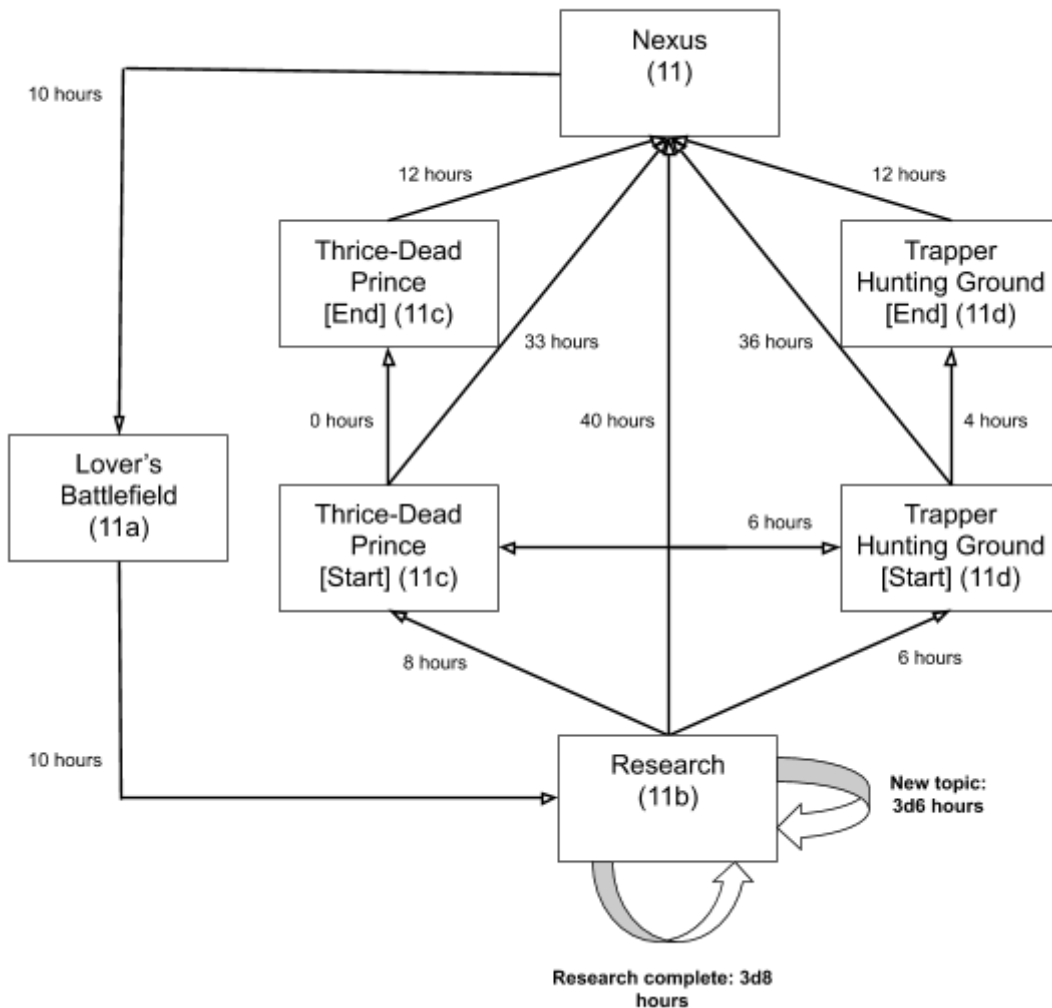 Nexus
(11)
10 hours
12 hours
12 hours
Thrice-Dead
Prince
[End] (11c)
Trapper
Hunting Ground
[End] (11d)
33 hours
36 hours
0 hours
40 hours
4 hours
Lover's
Battlefield
(11a)
Thrice-Dead
Prince
[Start] (11c)
6 hours
Trapper
Hunting Ground
[Start] (11d)
8 hours
6 hours
10 hours
Research
(11b)
New topic:
3d6 hours
Research complete: 3d8
hours